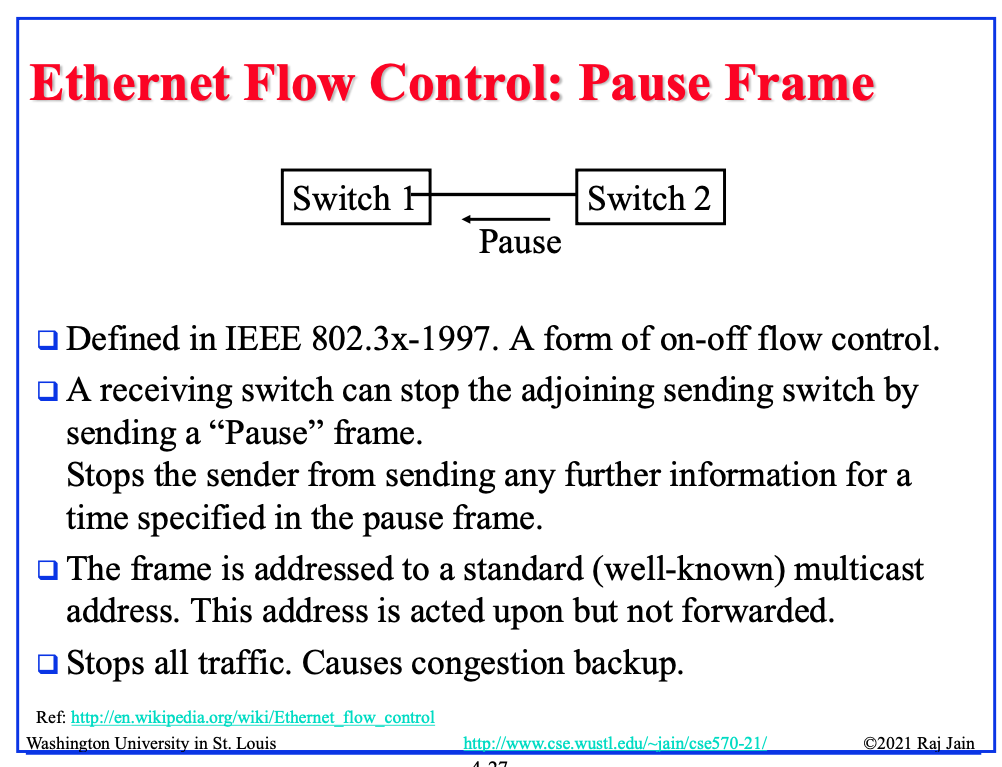 Ethernet Flow Control: Pause Frame
Switch 1
Switch 2
Pause
Defined in IEEE 802.3x-1997. A form of on-off flow control.
A receiving switch can stop the adjoining sending switch by
sending a “Pause” frame.
Stops the sender from sending any further information for a
time specified in the pause frame.
The frame is addressed to a standard (well-known) multicast
address. This address is acted upon but not forwarded.
Stops all traffic. Causes congestion backup.
Ref: http://en.wikipedia.org/wiki/Ethernet_flow_control
Washington University in St. Louis
http://www.cse.wustl.edu/~jain/cse570-21/
©2021 Raj Jain
4-27